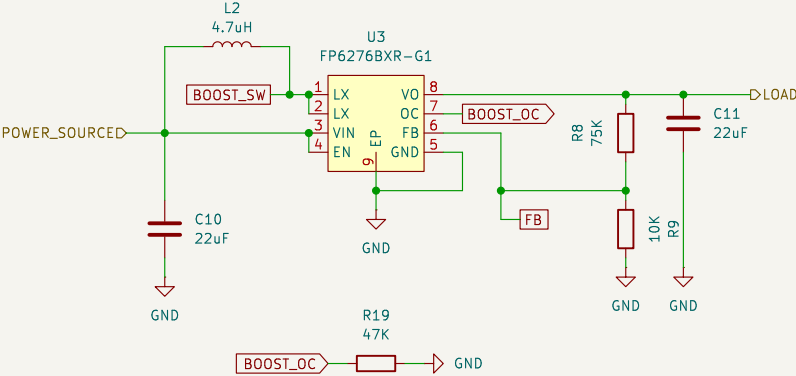 L2
4.7uH
U3
FP6276BXR-G1
BOOST_SW
1 LX VO 8
2 LX OC 7 BOOST_OC
POWER_SOURCE 3 VIN FB 6
4 EN GND 5
EP
9
LOAD
R8
75K
C11
22uF
FB
10K
R9
C10
22uF
GND
GND
GND
GND
R19
47K
BOOST_OC
GND